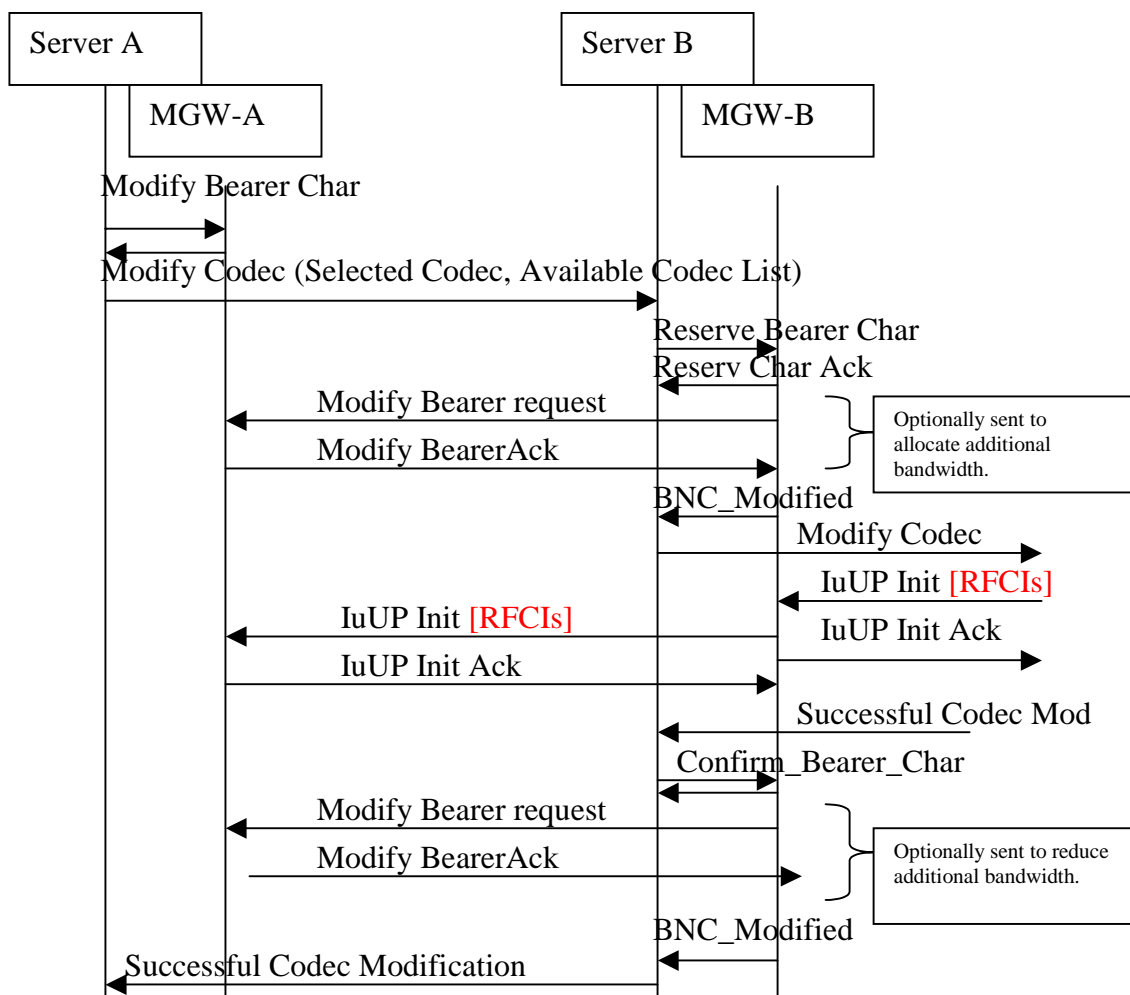 Server A
Server B
MGW-A
MGW-B
Modify Bearer Char
Modify Codec (Selected Codec, Available Codec List)
Reserve Bearer Char
Reserv Char Ack
Modify Bearer request
Optionally sent to
allocate additional
bandwidth.
Modify BearerAck
BNC_Modified
Modify Codec
IuUP Init [RFCIs]
IuUP Init [RFCIs]
IuUP Init Ack
IuUP Init Ack
Successful Codec Mod
Confirm_Bearer_Char
Modify Bearer request
Modify BearerAck
Optionally sent to reduce
additional bandwidth.
BNC_Modified
Successful Codec Modification